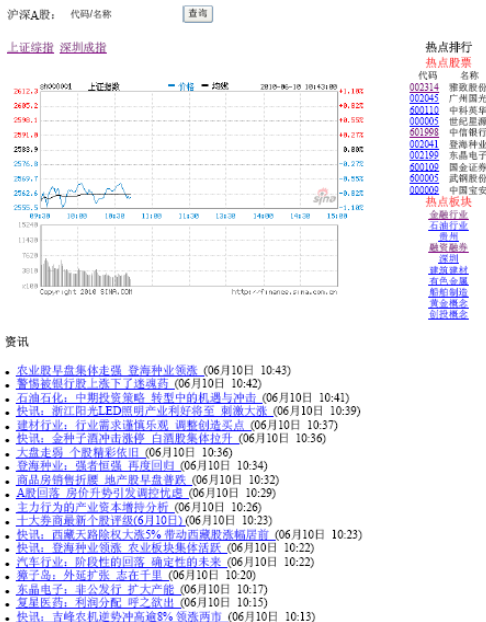 沪深A股： 代码/名称 查询
上证综指 深圳成指
sh000001 上证指数 价格 均线 2010-06-10 10:43:00
2612.3 +1.10%
2605.2 +0.82%
2598.1 +0.55%
2591.0 +0.27%
2583.9 0.00%
2576.8 -0.27%
2569.7 -0.55%
2562.6 -0.82%
2555.5 -1.10%
sina
09:30 10:00 10:30 11:00 13:30 14:00 14:30 15:00
15240
11430
7620
3810
x100
Copyright 2010 SINA.COM http://finance.sina.com.cn
热点排行
热点股票
代码 名称
002314 雅致股份
002045 广州国光
600110 中科英华
000005 世纪星源
601998 中信银行
002041 登海种业
002199 东晶电子
600109 国金证券
600005 武钢股份
000009 中国宝安
热点板块
金融行业
石油行业
贵州
融资融券
深圳
建筑建材
有色金属
船舶制造
黄金概念
创投概念
资讯
农业股早盘集体走强 登海种业领涨 (06月10日 10:43)
警惕被银行股上涨下了迷魂药 (06月10日 10:42)
石油石化：中期投资策略 转型中的机遇与冲击 (06月10日 10:41)
快讯：浙江阳光LED照明产业利好将至 刺激大涨 (06月10日 10:39)
建材行业：行业需求谨慎乐观 调整创造买点 (06月10日 10:37)
快讯：金种子酒冲击涨停 白酒股集体拉升 (06月10日 10:36)
大盘走弱 个股精彩依旧 (06月10日 10:36)
登海种业：强者恒强 再度回归 (06月10日 10:34)
商品房销售折腰 地产股早盘普跌 (06月10日 10:32)
A股回落 房价升势引发调控忧虑 (06月10日 10:29)
主力行为的产业资本增持分析 (06月10日 10:26)
十大券商最新个股评级(6月10日) (06月10日 10:23)
快讯：西藏天路除权大涨5% 带动西藏股涨幅居前 (06月10日 10:23)
快讯：登海种业领涨 农业板块集体活跃 (06月10日 10:22)
汽车行业：阶段性的回落 确定性的未来 (06月10日 10:22)
獐子岛：外延扩张 志在千里 (06月10日 10:20)
东晶电子：非公发行 扩大产能 (06月10日 10:17)
复星医药：利润分配 呼之欲出 (06月10日 10:15)
快讯：吉峰农机逆势冲高逾8% 领涨两市 (06月10日 10:13)